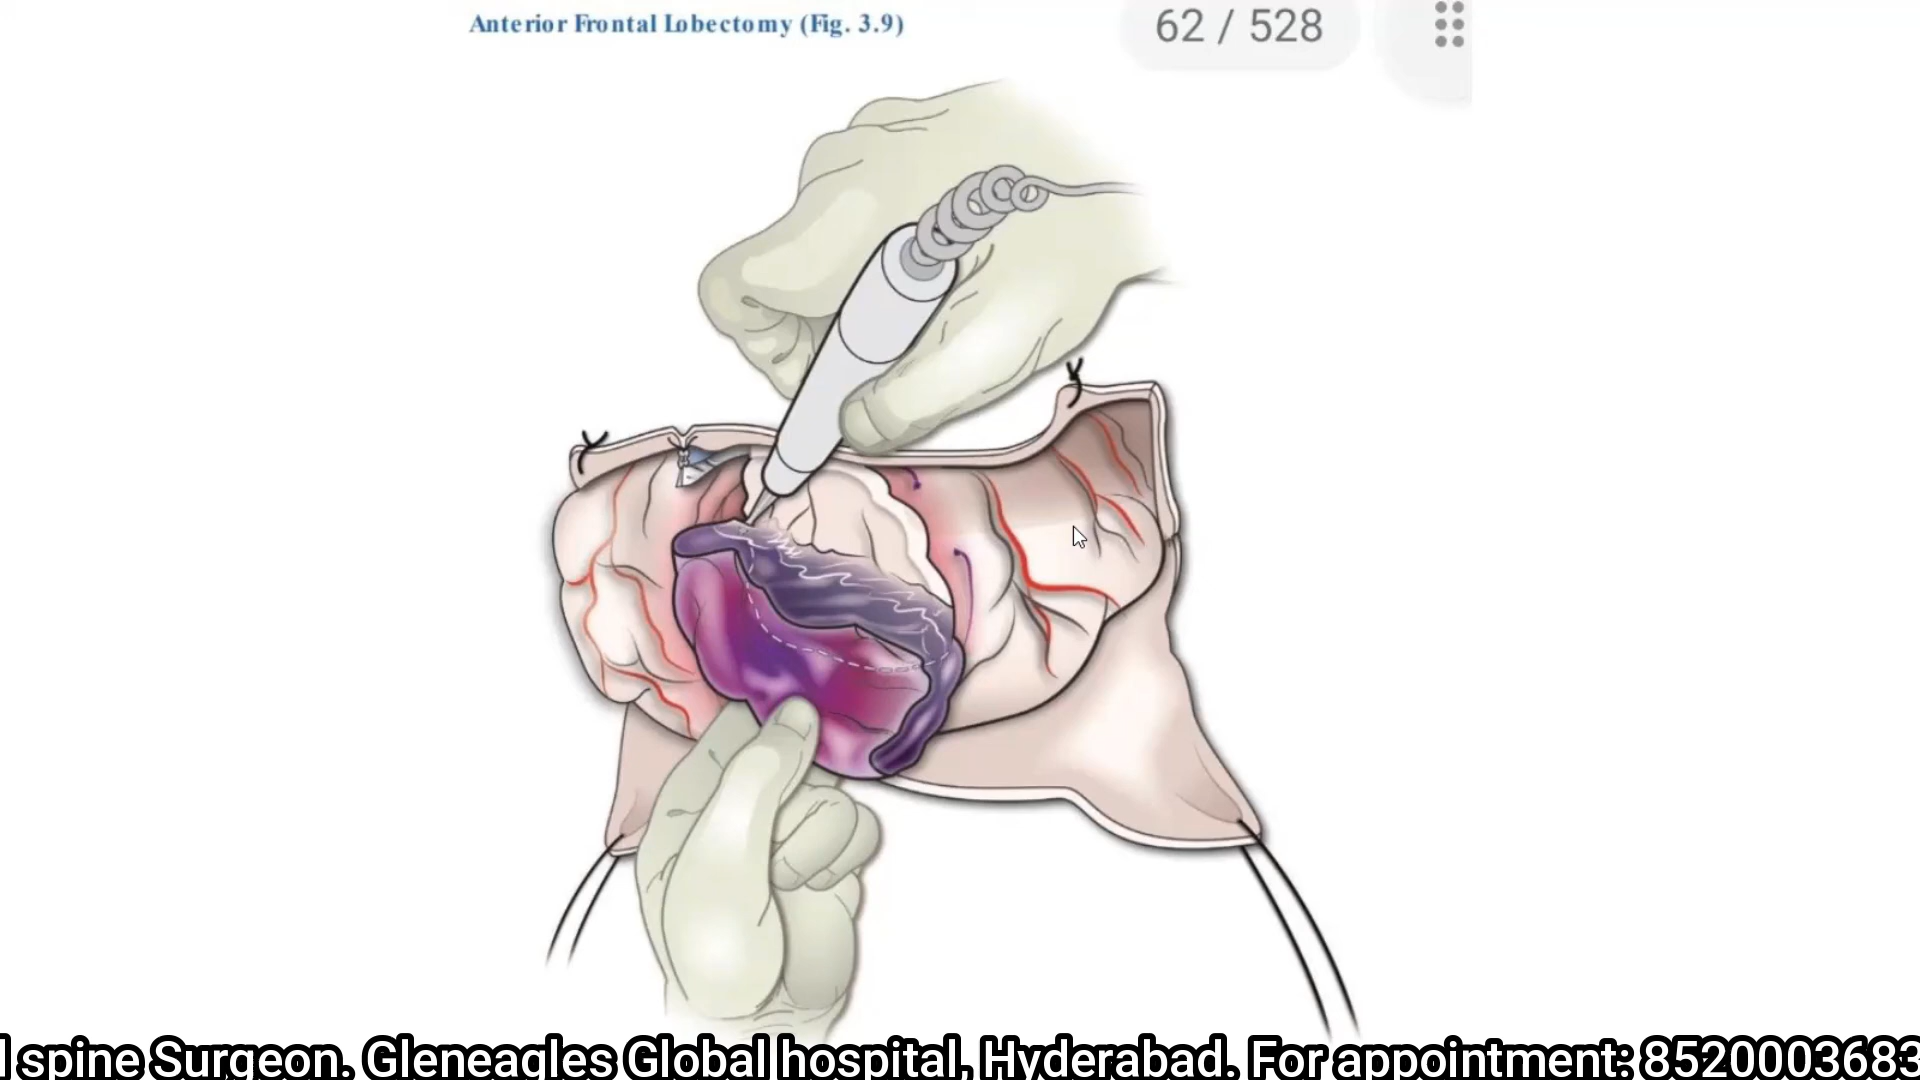 Anterior Frontal Lobectomy (Fig. 3.9)
62 / 528
spine Surgeon. Gleneagles Global hospital, Hyderabad. For appointment: 8520003683